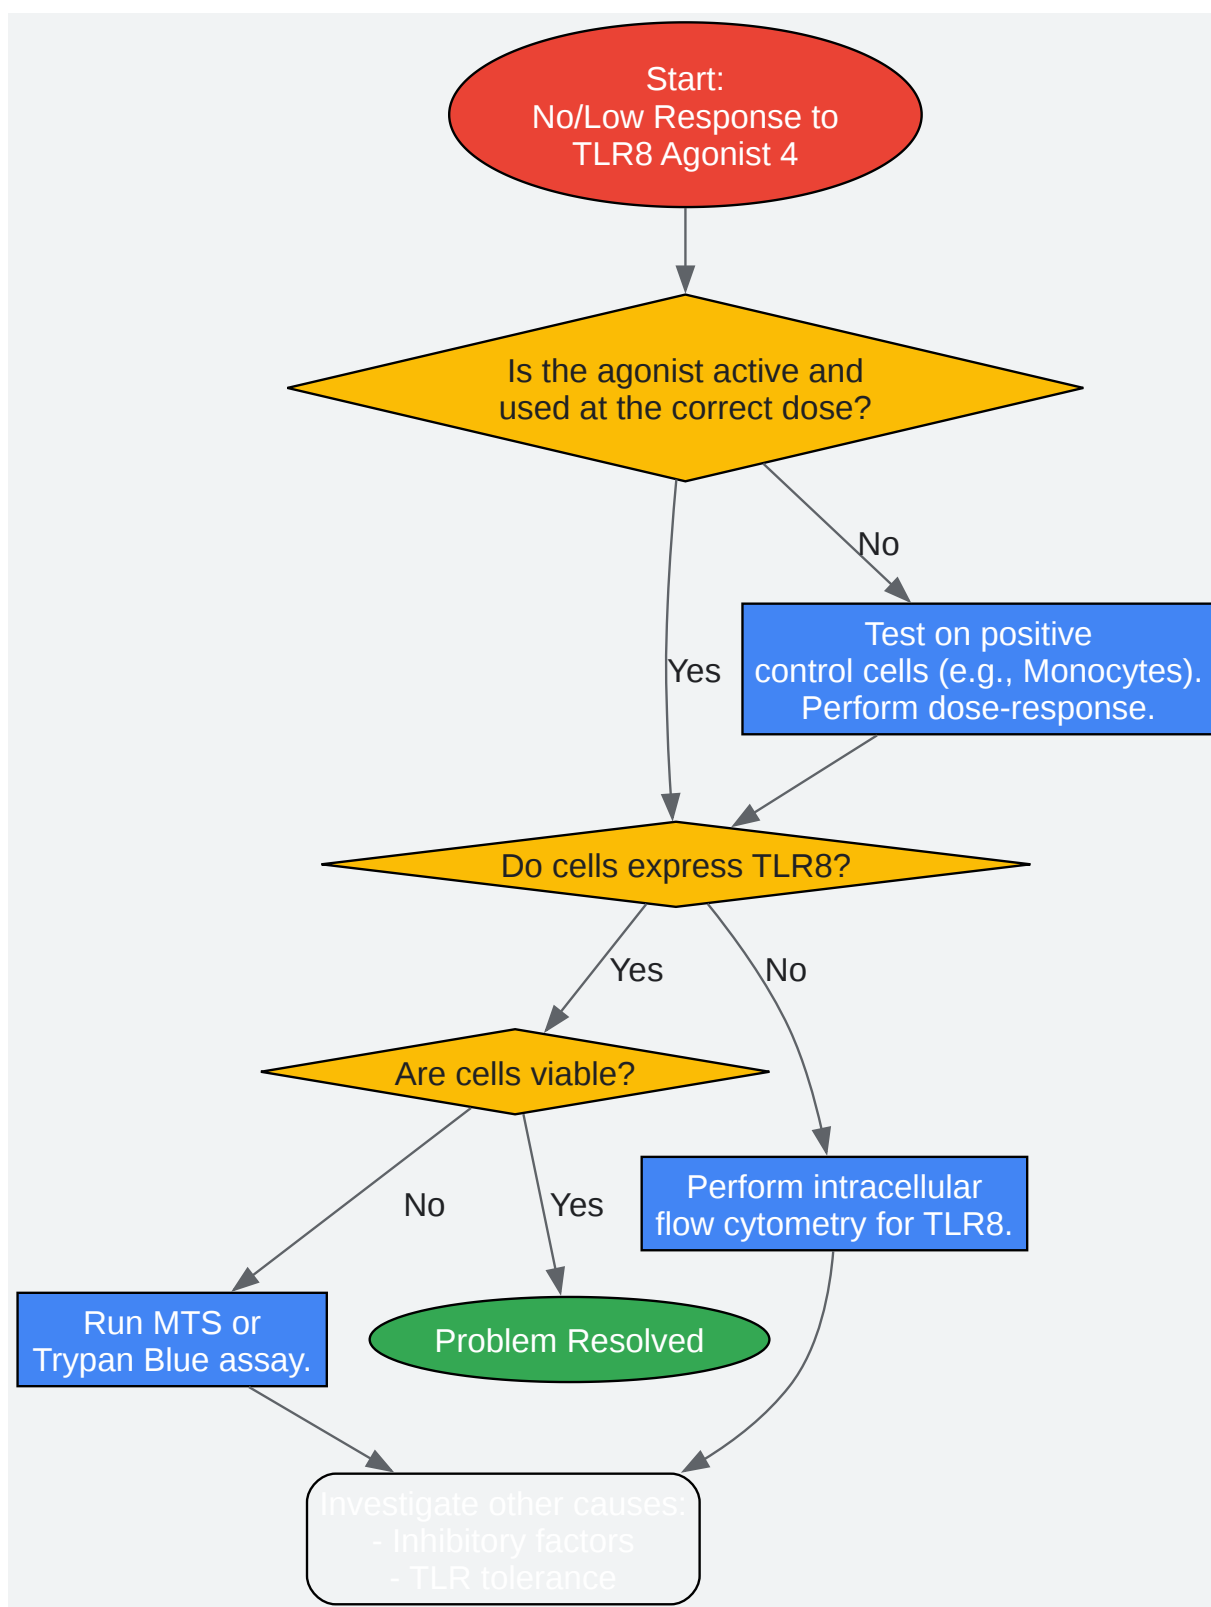 Start:
No/Low Response to
TLR8 Agonist 4
Is the agonist active and
used at the correct dose?
No
Test on positive
control cells (e.g., Monocytes).
Perform dose-response.
Yes
Do cells express TLR8?
Yes
No
Are cells viable?
No
Yes
Perform intracellular
flow cytometry for TLR8.
Run MTS or
Trypan Blue assay.
Problem Resolved
Investigate other causes:
- Inhibitory factors
- TLR tolerance